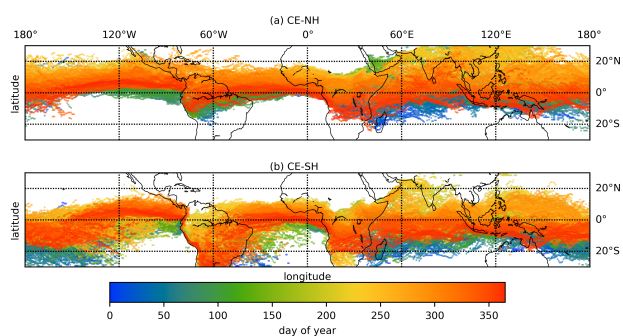 (a) CE-NH
180° 120°W 60°W 0° 60°E 120°E 180°
20°N
0°
20°S
latitude
(b) CE-SH
20°N
0°
20°S
latitude
longitude
0 50 100 150 200 250 300 350
day of year